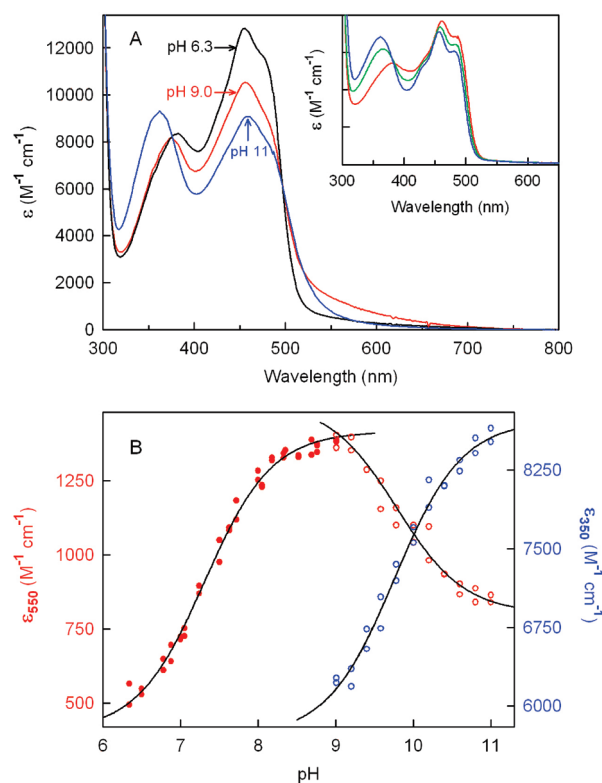 A
pH 6.3
pH 9.0
pH 11
12000
10000
8000
6000
4000
2000
0
ε (M⁻¹ cm⁻¹)
300 400 500 600 700 800
Wavelength (nm)
ε (M⁻¹ cm⁻¹)
300 400 500 600
Wavelength (nm)
B
1250
1000
750
500
ε₅₅₀ (M⁻¹ cm⁻¹)
8250
7500
6750
6000
ε₃₅₀ (M⁻¹ cm⁻¹)
6 7 8 9 10 11
pH